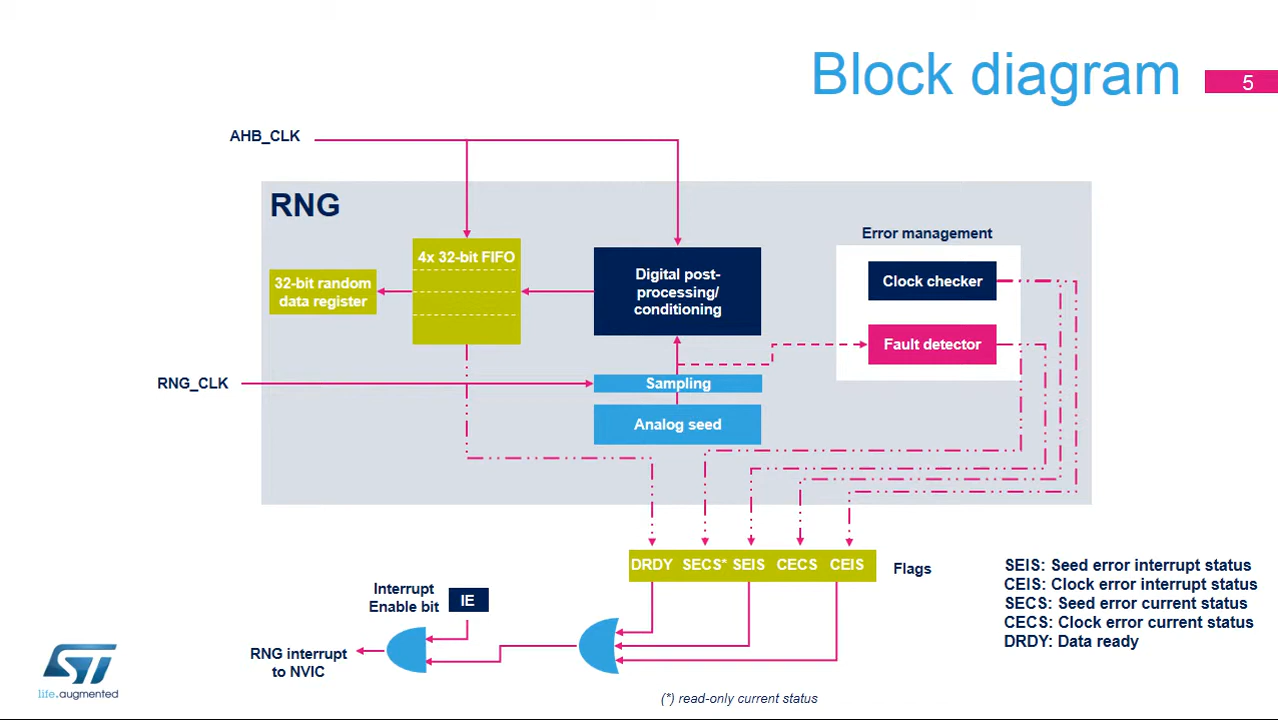 Block diagram
5
AHB_CLK
RNG
Error management
4x 32-bit FIFO
32-bit random
data register
Digital post-
processing/
conditioning
Clock checker
Fault detector
RNG_CLK
Sampling
Analog seed
DRDY SECS* SEIS CECS CEIS
Flags
SEIS: Seed error interrupt status
CEIS: Clock error interrupt status
SECS: Seed error current status
CECS: Clock error current status
DRDY: Data ready
Interrupt
Enable bit
IE
RNG interrupt
to NVIC
ST
life.augmented
(*) read-only current status